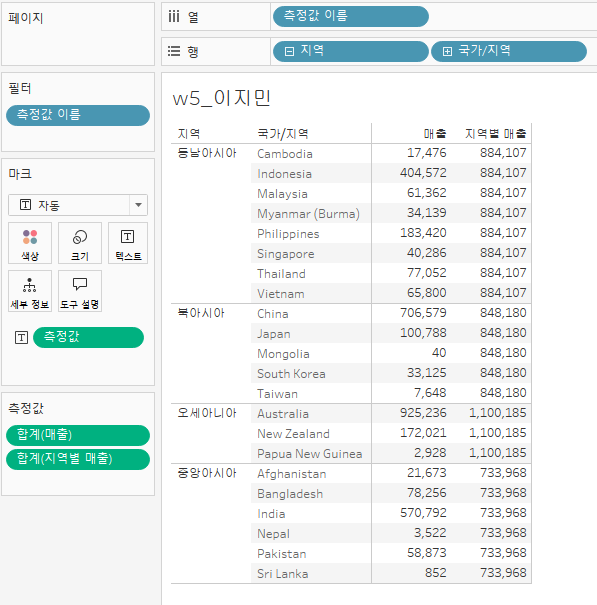 페이지
필터
측정값 이름
마크
자동
색상 크기 텍스트
세부 정보 도구 설명
측정값
측정값
합계(매출)
합계(지역별 매출)
열 측정값 이름
행 지역 국가/지역
w5_이지민
지역 국가/지역 매출 지역별 매출
동남아시아 Cambodia 17,476 884,107
Indonesia 404,572 884,107
Malaysia 61,362 884,107
Myanmar (Burma) 34,139 884,107
Philippines 183,420 884,107
Singapore 40,286 884,107
Thailand 77,052 884,107
Vietnam 65,800 884,107
북아시아 China 706,579 848,180
Japan 100,788 848,180
Mongolia 40 848,180
South Korea 33,125 848,180
Taiwan 7,648 848,180
오세아니아 Australia 925,236 1,100,185
New Zealand 172,021 1,100,185
Papua New Guinea 2,928 1,100,185
중앙아시아 Afghanistan 21,673 733,968
Bangladesh 78,256 733,968
India 570,792 733,968
Nepal 3,522 733,968
Pakistan 58,873 733,968
Sri Lanka 852 733,968